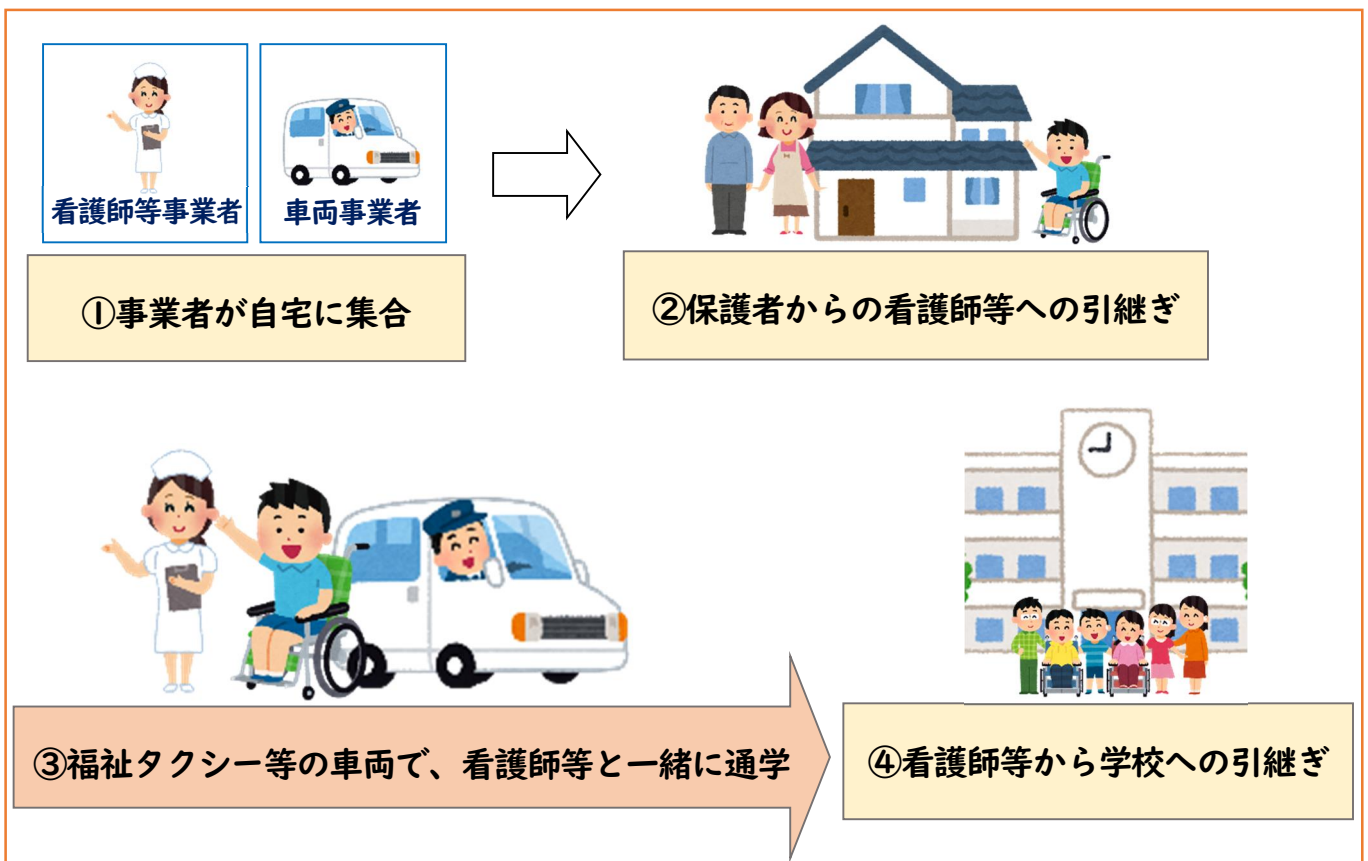 看護師等事業者
車両事業者
①事業者が自宅に集合
②保護者からの看護師等への引継ぎ
③福祉タクシー等の車両で、看護師等と一緒に通学
④看護師等から学校への引継ぎ